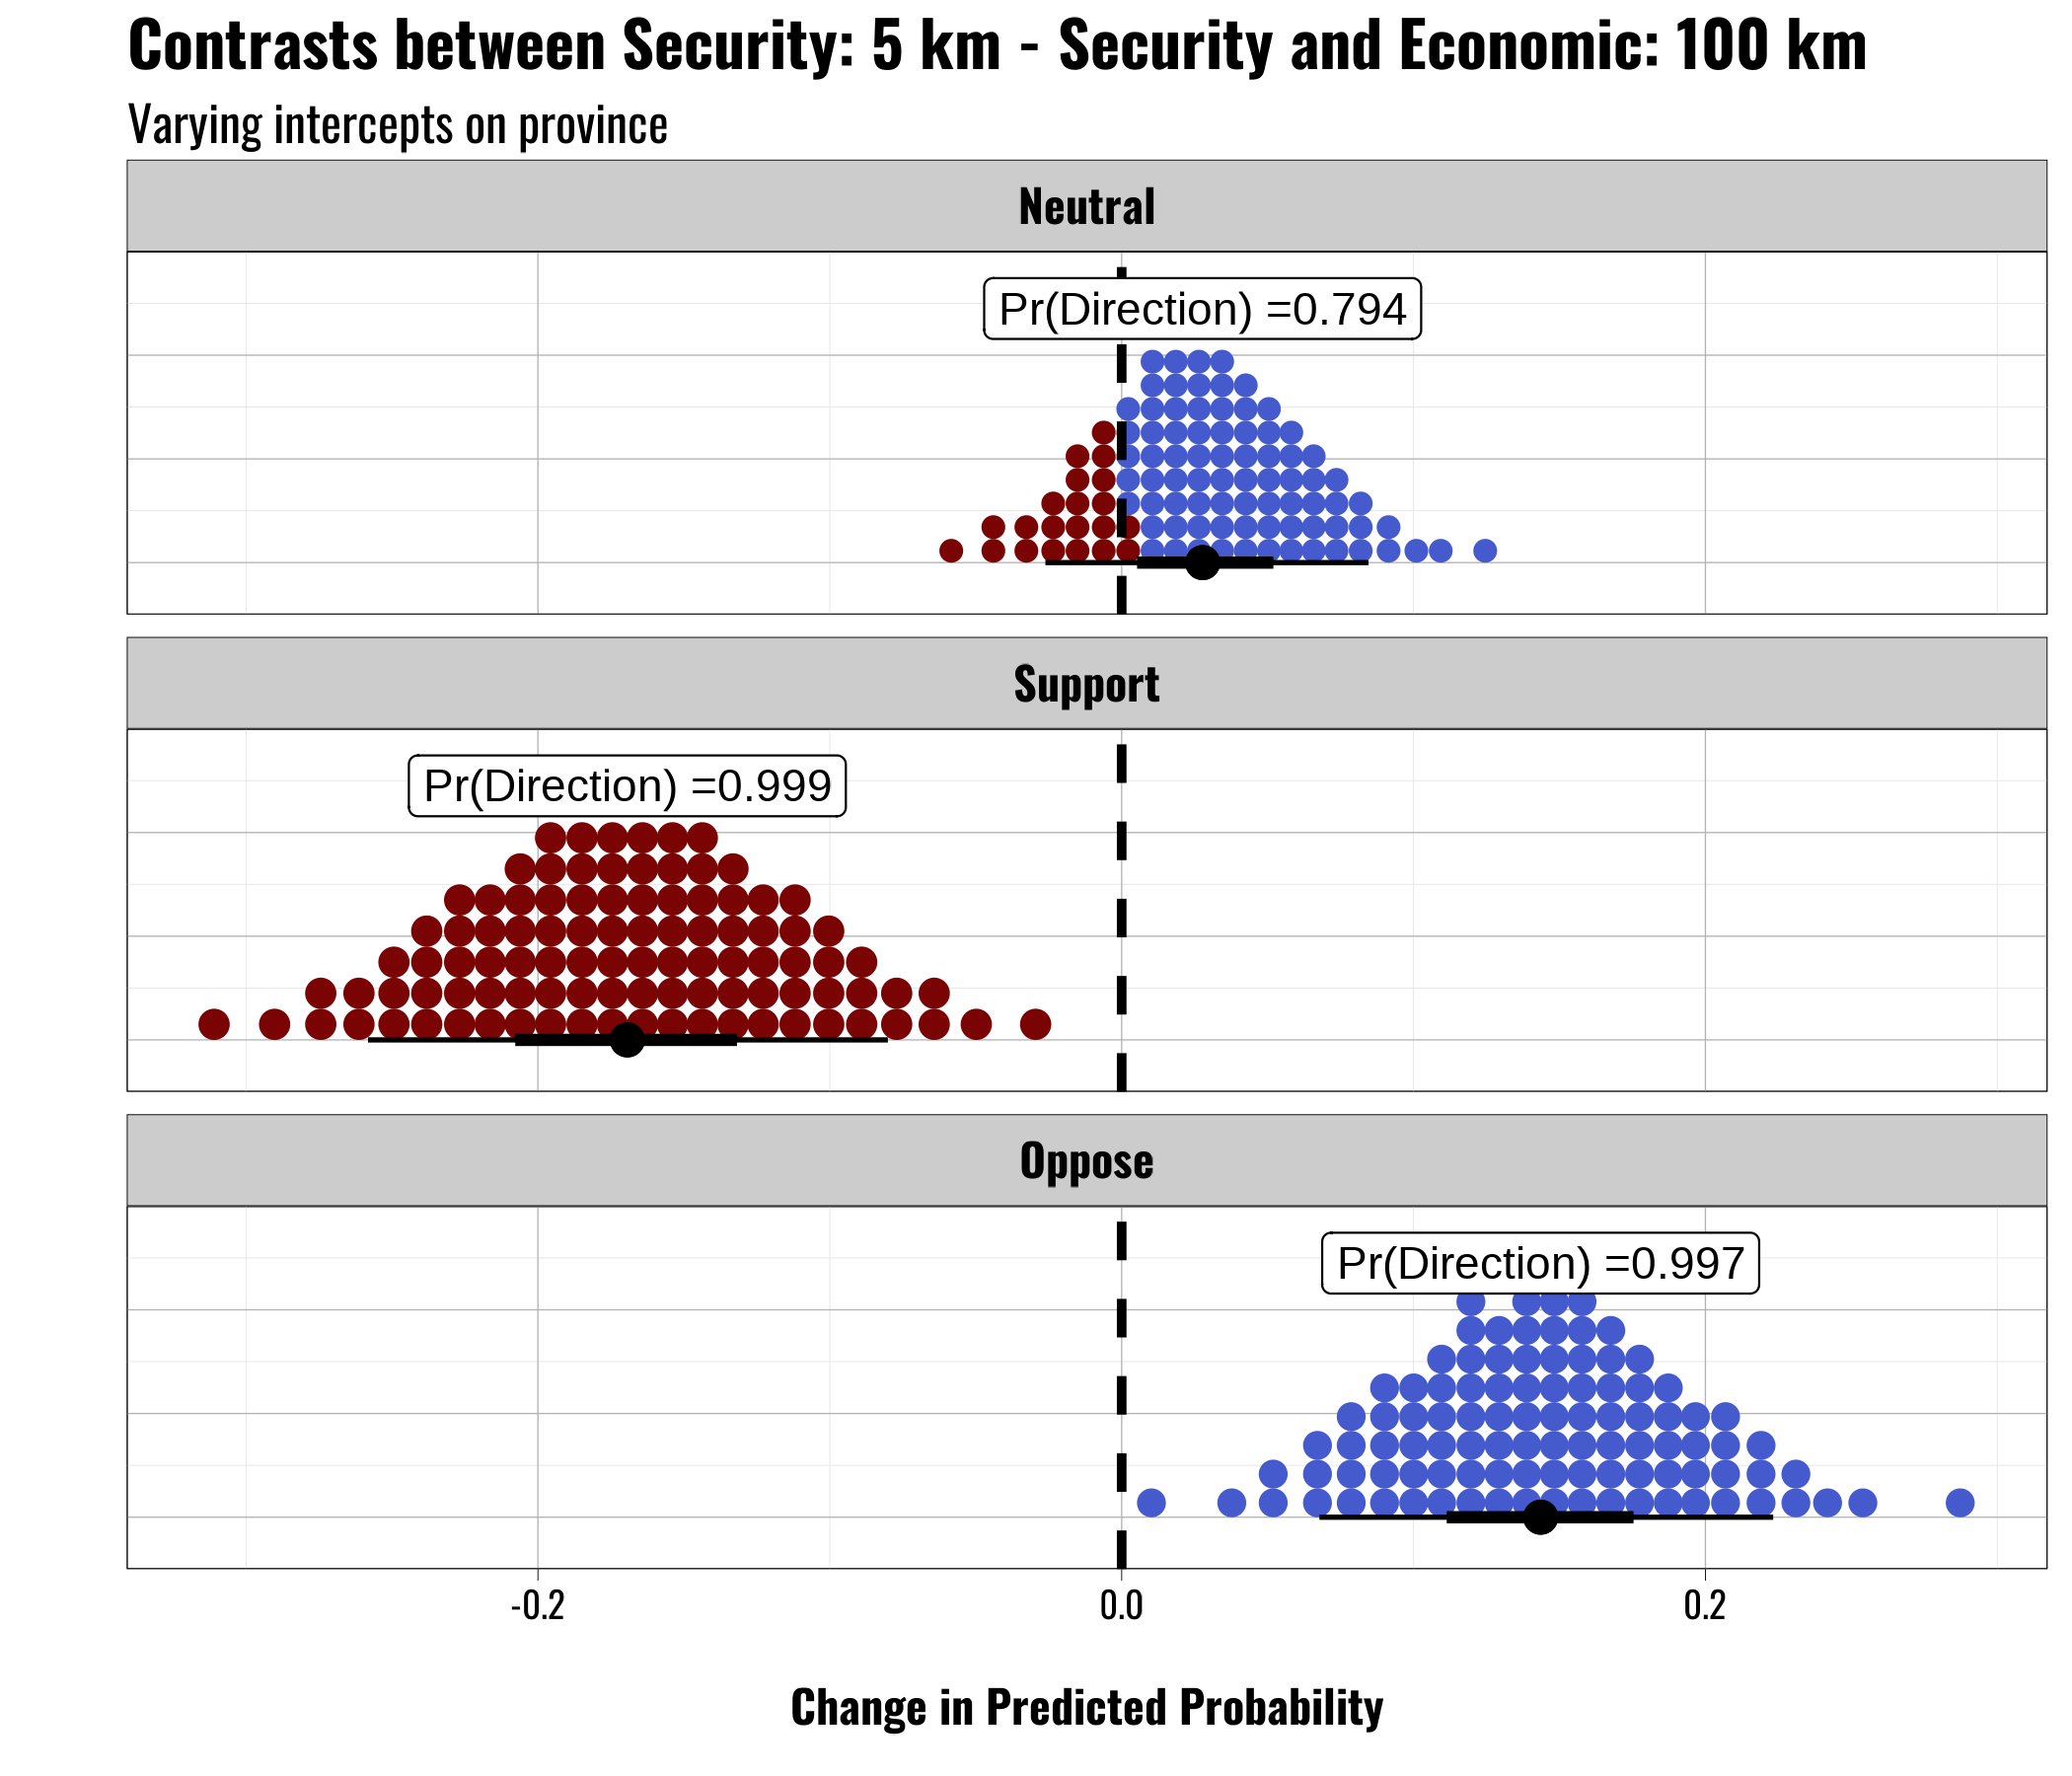 Contrasts between Security: 5 km - Security and Economic: 100 km
Varying intercepts on province
Neutral
Pr(Direction) =0.794
Support
Pr(Direction) =0.999
Oppose
Pr(Direction) =0.997
-0.2 0.0 0.2
Change in Predicted Probability